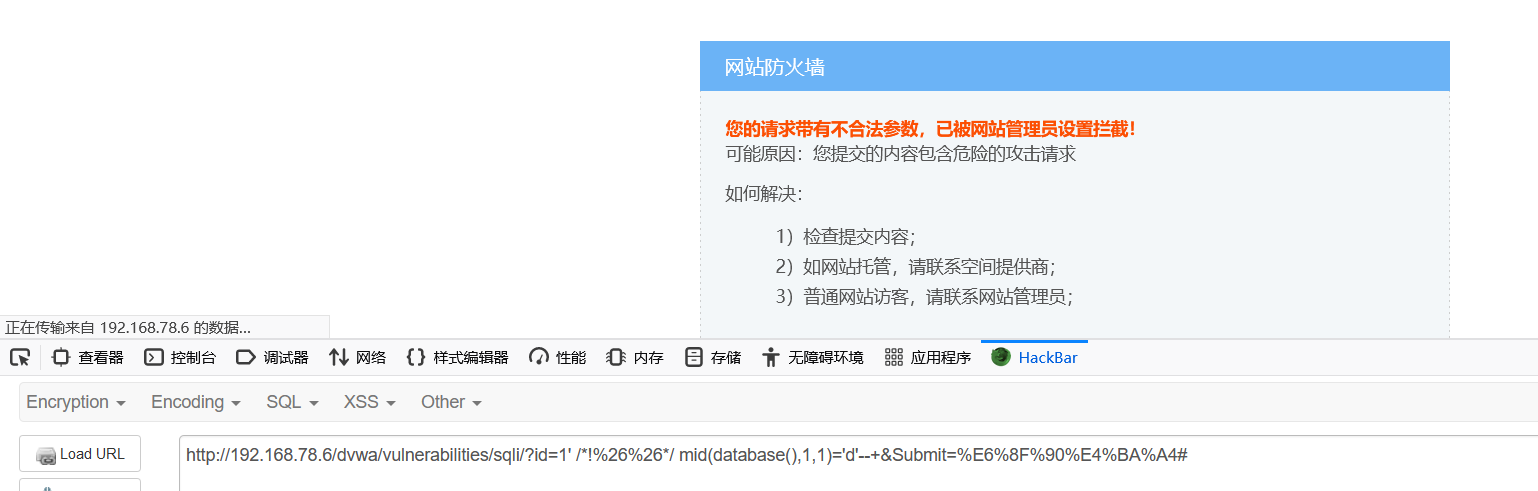 网站防火墙
您的请求带有不合法参数，已被网站管理员设置拦截！
可能原因：您提交的内容包含危险的攻击请求
如何解决：
1）检查提交内容；
2）如网站托管，请联系空间提供商；
3）普通网站访客，请联系网站管理员；
正在传输来自 192.168.78.6 的数据...
查看器 控制台 调试器 网络 样式编辑器 性能 内存 存储 无障碍环境 应用程序 HackBar
Encryption Encoding SQL XSS Other
Load URL
http://192.168.78.6/dvwa/vulnerabilities/sqli/?id=1' /*!%26%26*/ mid(database(),1,1)='d'--+&Submit=%E6%8F%90%E4%BA%A4#